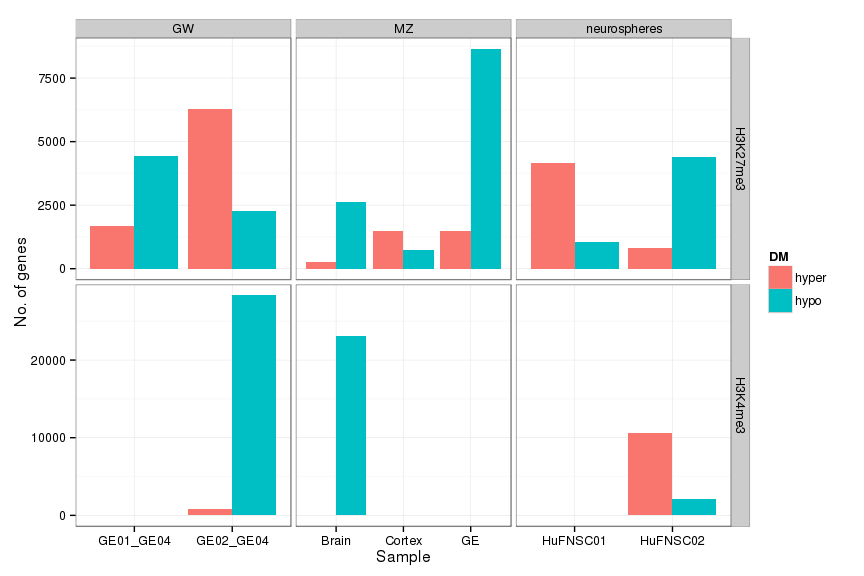 GW MZ neurospheres
7500
5000
2500
0
H3K27me3
20000
10000
0
H3K4me3
No. of genes
GE01_GE04 GE02_GE04 Brain Cortex GE HuFNSC01 HuFNSC02
Sample
DM
hyper
hypo